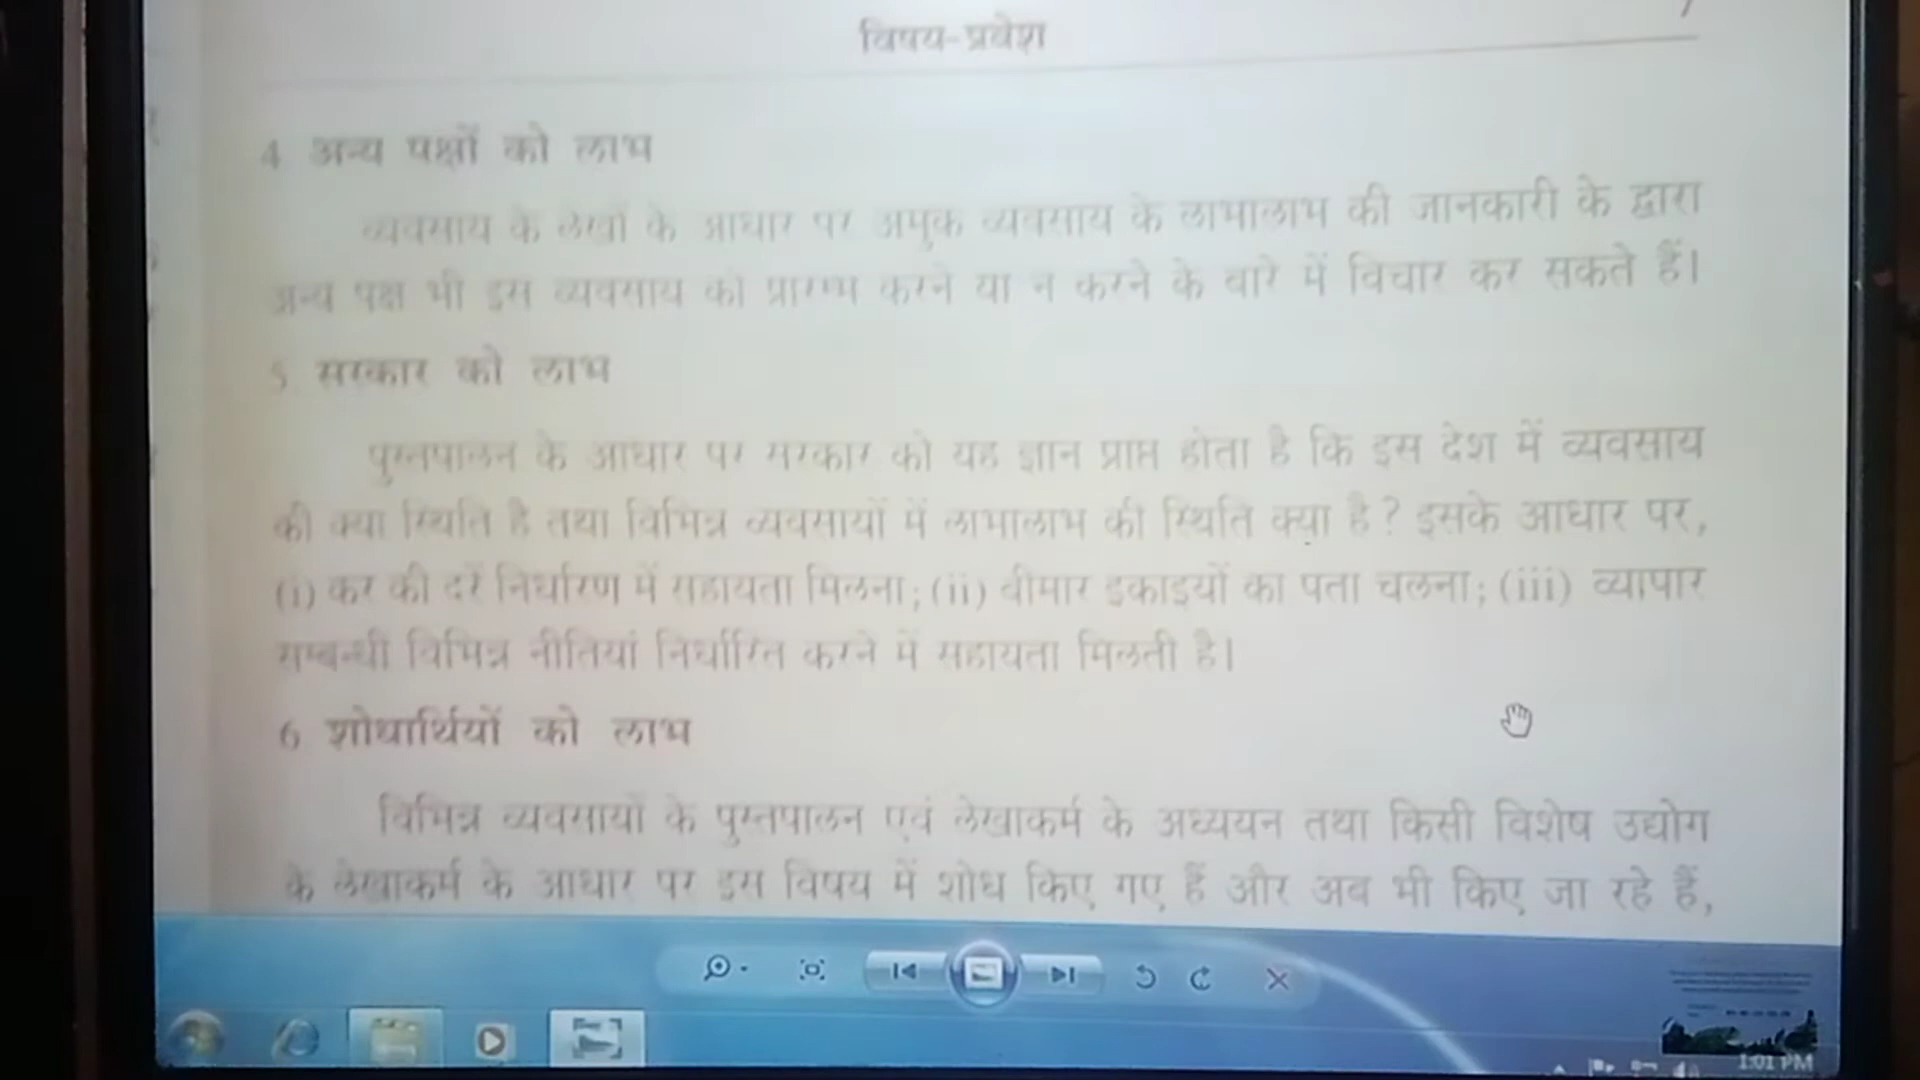 7
विषय-प्रवेश
4 अन्य पक्षों को लाभ
व्यवसाय के लेखों के आधार पर अमुक व्यवसाय के लाभालाभ की जानकारी के द्वारा
अन्य पक्ष भी इस व्यवसाय को प्रारम्भ करने या न करने के बारे में विचार कर सकते हैं।
5 सरकार को लाभ
पुस्तपालन के आधार पर सरकार को यह ज्ञान प्राप्त होता है कि इस देश में व्यवसाय
की क्या स्थिति है तथा विभिन्न व्यवसायों में लाभालाभ की स्थिति क्या है? इसके आधार पर,
(i) कर की दरें निर्धारण में सहायता मिलना; (ii) बीमार इकाइयों का पता चलना; (iii) व्यापार
सम्बन्धी विभिन्न नीतियां निर्धारित करने में सहायता मिलती है।
6 शोधार्थियों को लाभ
विभिन्न व्यवसायों के पुस्तपालन एवं लेखाकर्म के अध्ययन तथा किसी विशेष उद्योग
के लेखाकर्म के आधार पर इस विषय में शोध किए गए हैं और अब भी किए जा रहे हैं,
1:01 PM